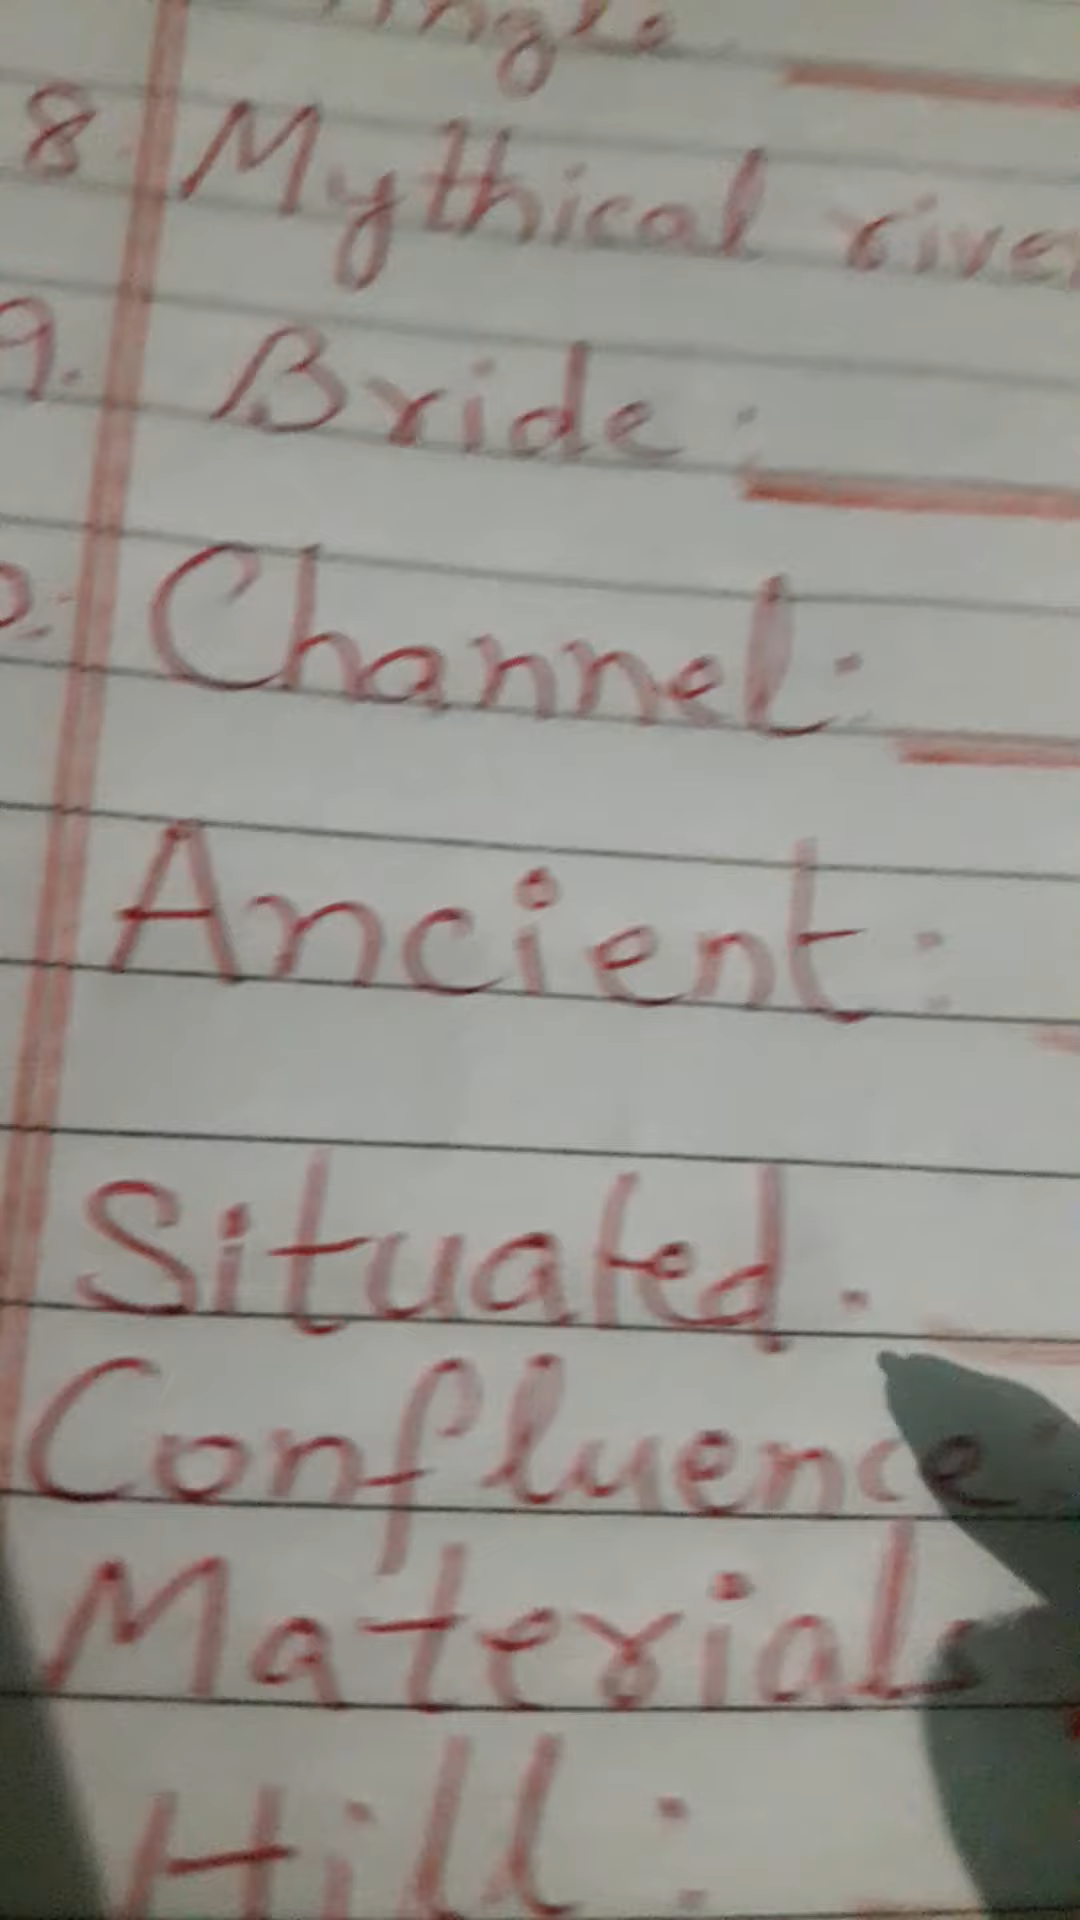 8 Mythical river
9. Bride:
Channel:
Ancient:
Situated.
Confluence:
Materials
Hill: